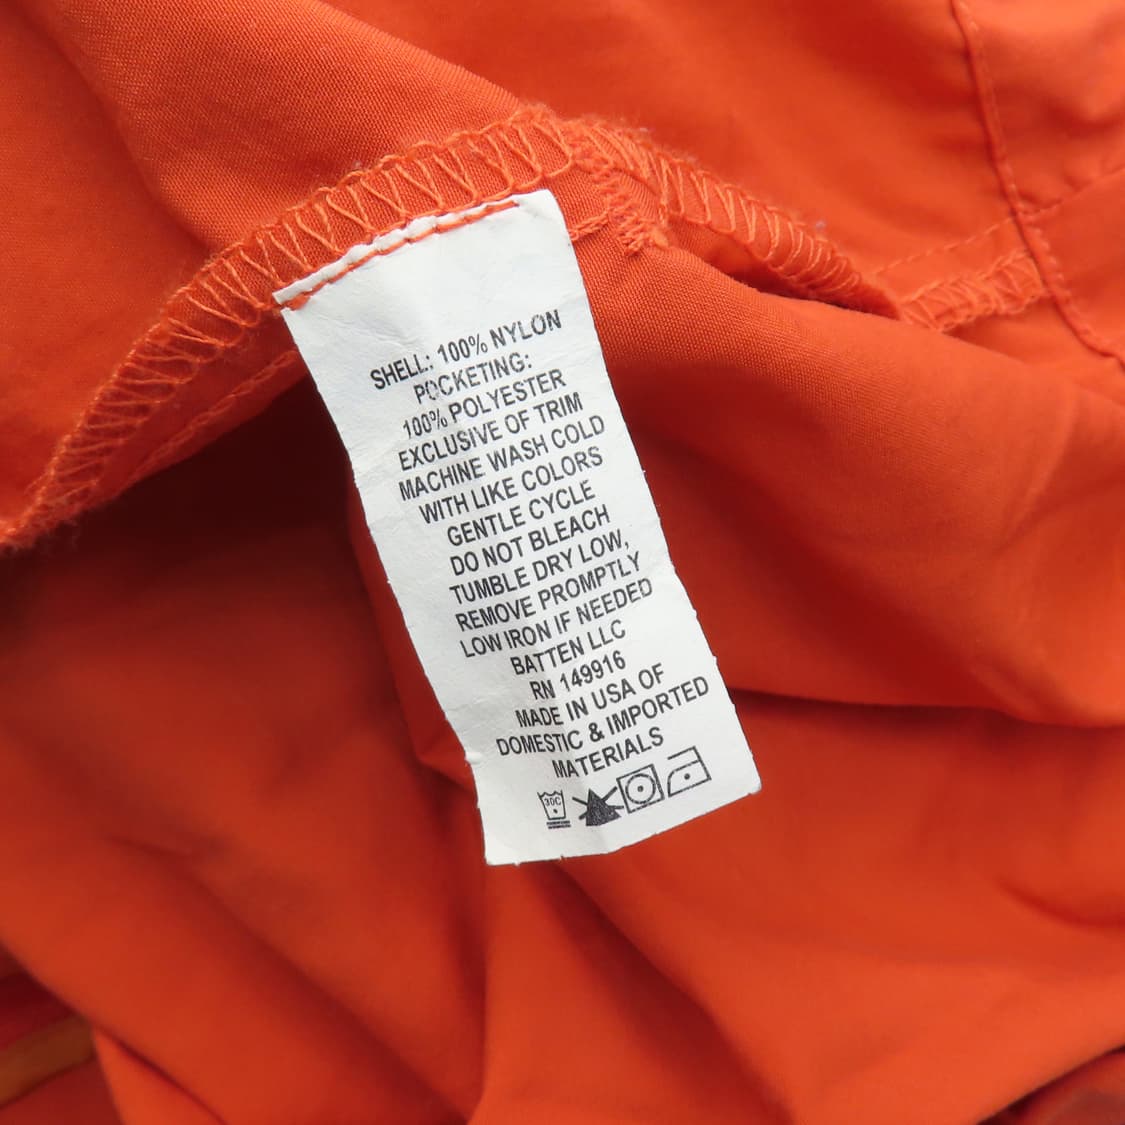 SHELL: 100% NYLON
POCKETING:
100% POLYESTER
EXCLUSIVE OF TRIM
MACHINE WASH COLD
WITH LIKE COLORS
GENTLE CYCLE
DO NOT BLEACH
TUMBLE DRY LOW,
REMOVE PROMPTLY
LOW IRON IF NEEDED
BATTEN LLC
RN 149916
MADE IN USA OF
DOMESTIC & IMPORTED
MATERIALS
30C